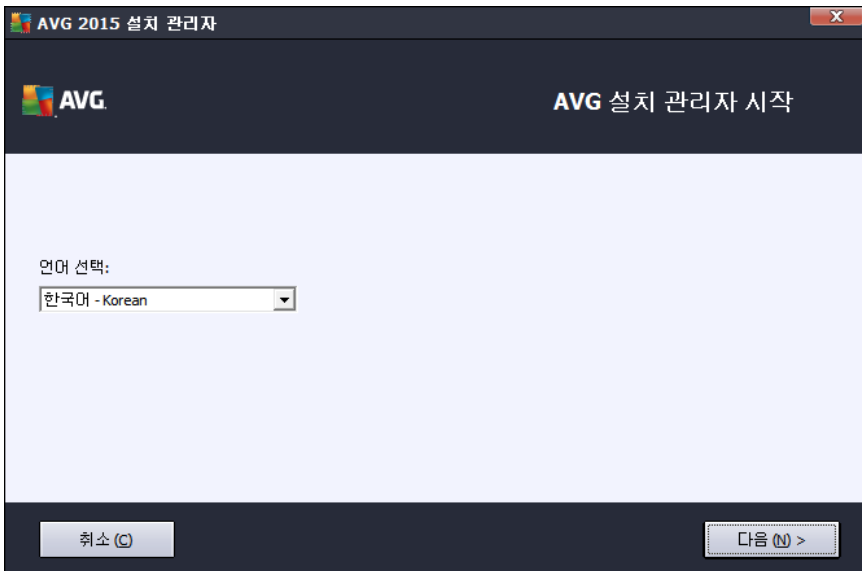 AVG 2015 설치 관리자
X
AVG.
AVG 설치 관리자 시작
언어 선택:
한국어 - Korean
취소 (C)
다음 (N) >